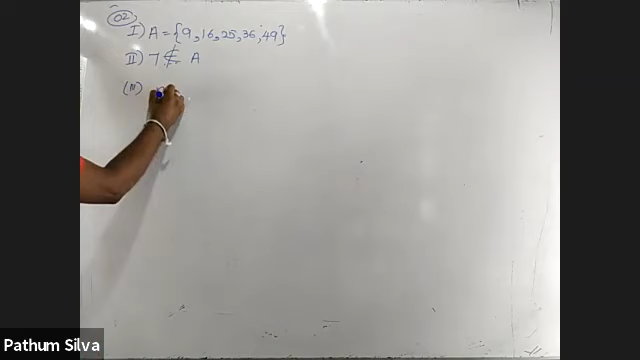 02
I) A = {9,16,25,36,49}
II) 7 ∉ A
(III)
Pathum Silva